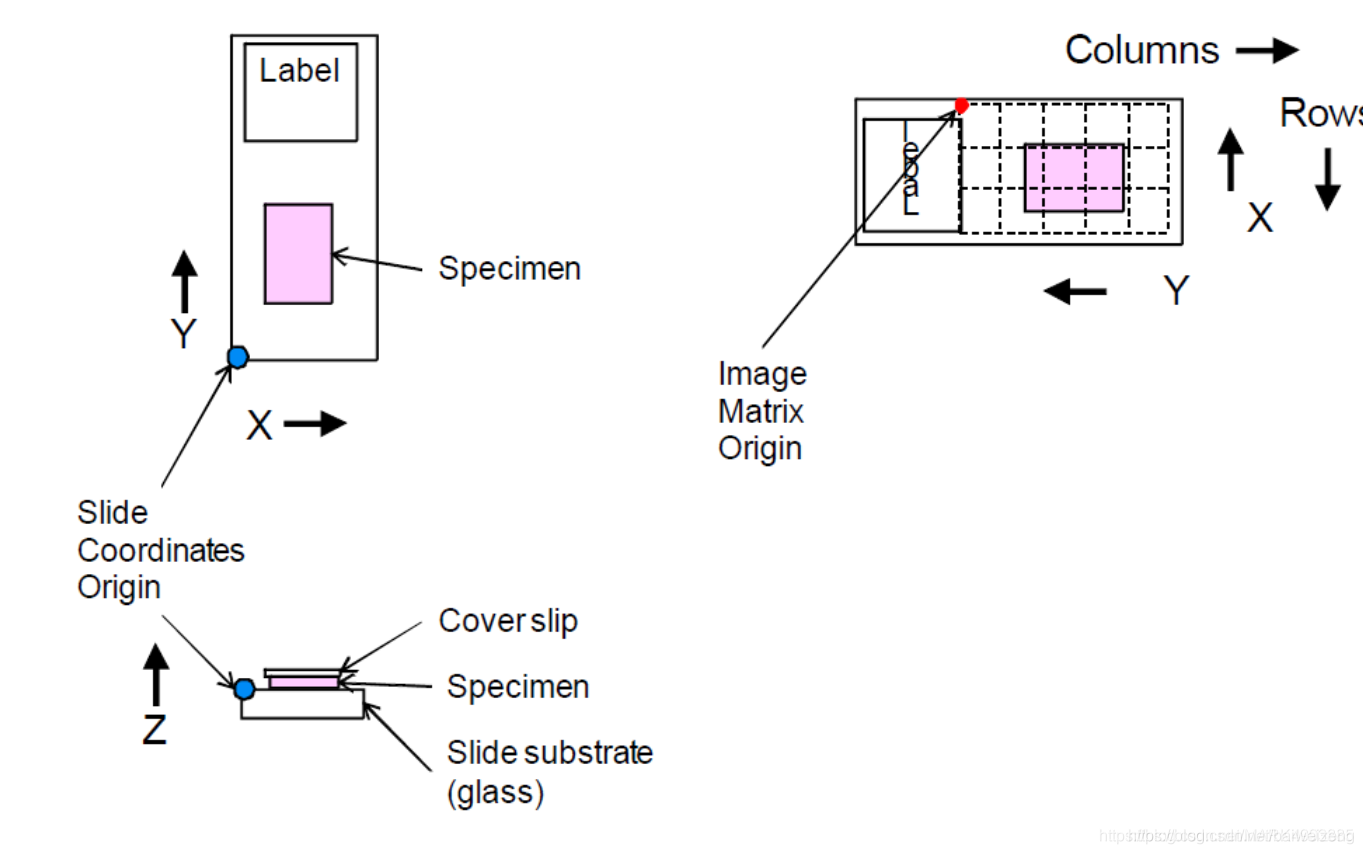 Label
Specimen
Y
X
Slide
Coordinates
Origin
Cover slip
Specimen
Z
Slide substrate
(glass)
Columns
Rows
Label
X
Y
Image
Matrix
Origin